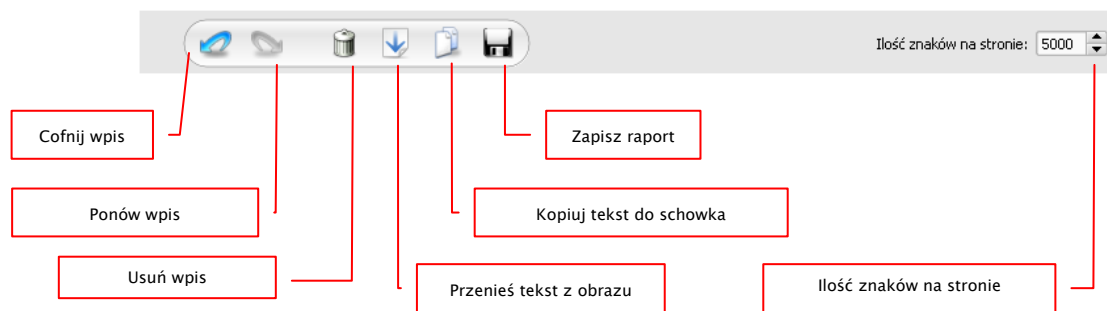 Ilość znaków na stronie: 5000
Cofnij wpis
Zapisz raport
Ponów wpis
Kopiuj tekst do schowka
Usuń wpis
Przenieś tekst z obrazu
Ilość znaków na stronie